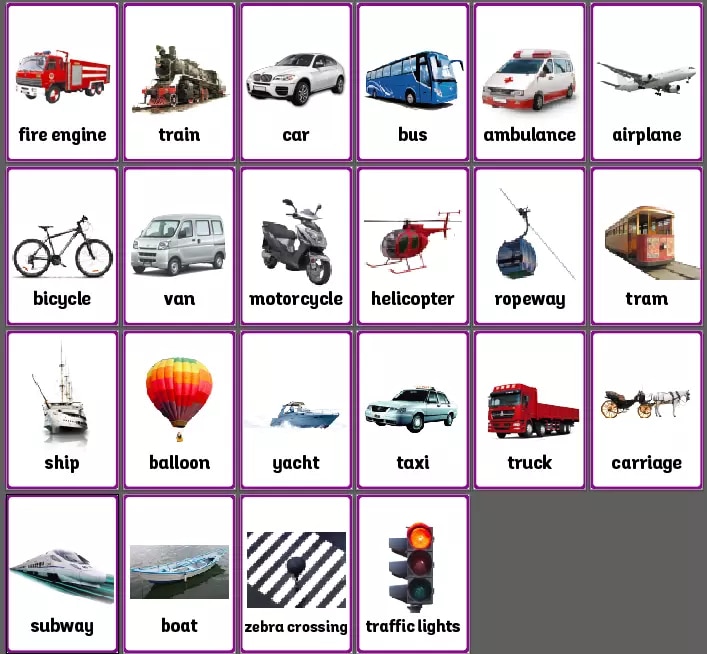 fire engine
train
car
bus
ambulance
airplane
bicycle
van
motorcycle
helicopter
ropeway
tram
ship
balloon
yacht
taxi
truck
carriage
subway
boat
zebra crossing
traffic lights